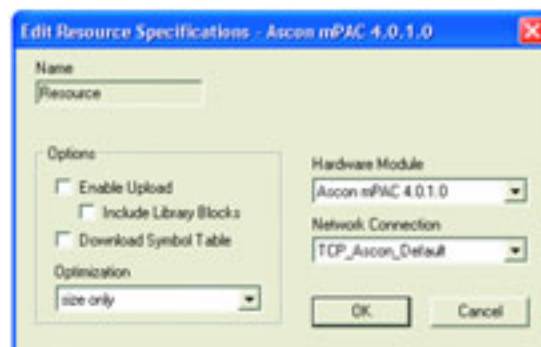 Edit Resource Specifications - Ascon mPAC 4.0.1.0
Name
Resource
Options
Enable Upload
Include Library Blocks
Download Symbol Table
Optimization
size only
Hardware Module
Ascon mPAC 4.0.1.0
Network Connection
TCP_Ascon_Default
OK
Cancel